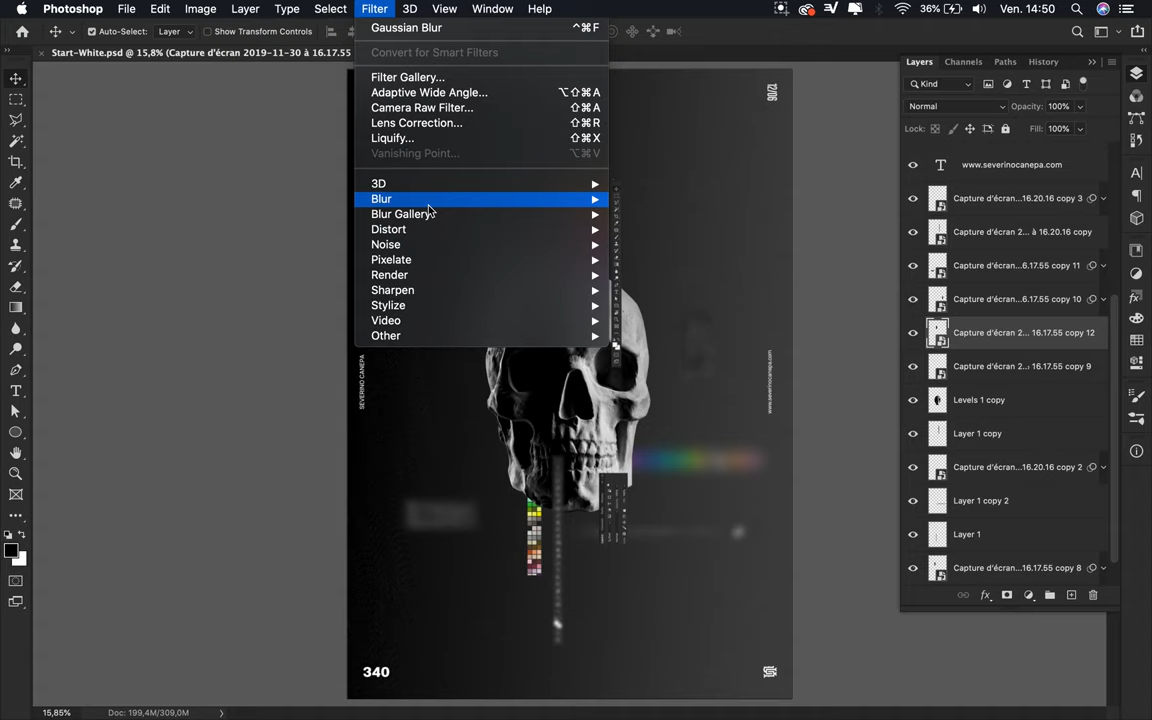 Photoshop File Edit Image Layer Type Select Filter 3D View Window Help 36% Ven. 14:50
Auto-Select: Layer Show Transform Controls
Start-White.psd @ 15,8% (Capture d'écran 2019-11-30 à 16.17.55
Gaussian Blur ^⌘F
Convert for Smart Filters
Filter Gallery...
Adaptive Wide Angle... ⌥⇧⌘A
Camera Raw Filter... ⇧⌘A
Lens Correction... ⇧⌘R
Liquify... ⇧⌘X
Vanishing Point... ⌥⌘V
3D
Blur
Blur Gallery
Distort
Noise
Pixelate
Render
Sharpen
Stylize
Video
Other
12/06
SEVERINO CANEPA
www.severinocanepa.com
340
Layers Channels Paths History
Kind
Normal Opacity: 100%
Lock: Fill: 100%
www.severinocanepa.com
Capture d'écran...16.20.16 copy 3
Capture d'écran 2... à 16.20.16 copy
Capture d'écran...6.17.55 copy 11
Capture d'écran...6.17.55 copy 10
Capture d'écran 2... 16.17.55 copy 12
Capture d'écran 2... 16.17.55 copy 9
Levels 1 copy
Layer 1 copy
Capture d'écran...16.20.16 copy 2
Layer 1 copy 2
Layer 1
Capture d'écran...16.17.55 copy 8
15,85% Doc: 199,4M/309,0M